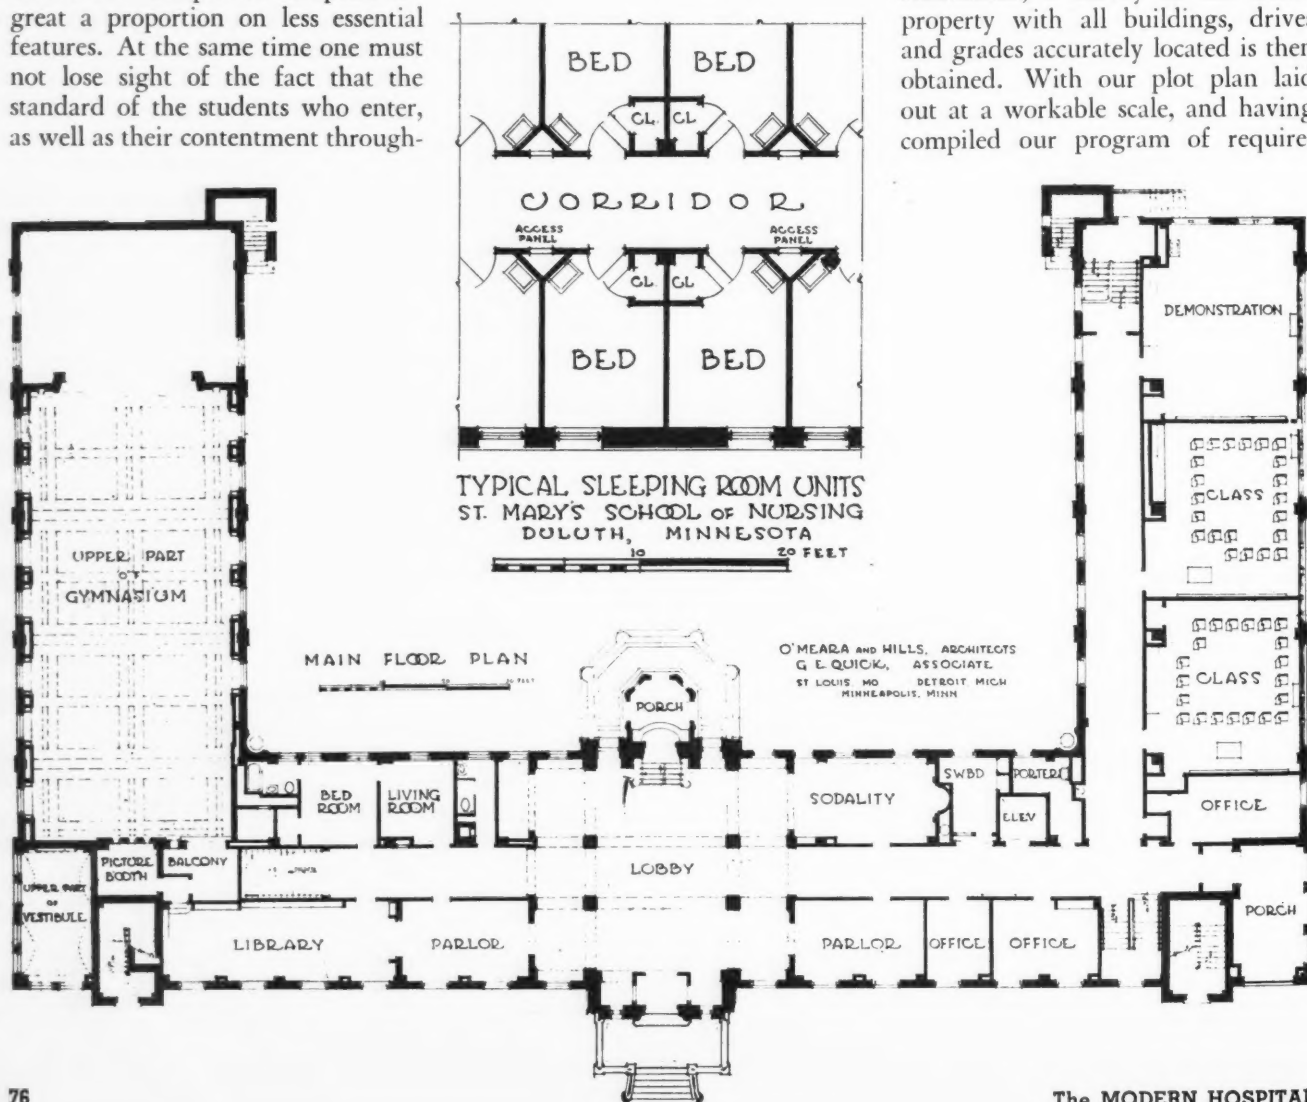 great a proportion on less essential
features. At the same time one must
not lose sight of the fact that the
standard of the students who enter,
as well as their contentment through-
property with all buildings, drive
and grades accurately located is then
obtained. With our plot plan laid
out at a workable scale, and having
compiled our program of require
BED BED
CL CL
CORRIDOR
ACCESS PANEL ACCESS PANEL
CL CL
BED BED
TYPICAL SLEEPING ROOM UNITS
ST. MARY'S SCHOOL OF NURSING
DULUTH, MINNESOTA
10 20 FEET
DEMONSTRATION
CLASS
CLASS
OFFICE
UPPER PART
OF
GYMNASIUM
MAIN FLOOR PLAN
O'MEARA AND HILLS, ARCHITECTS
G E QUICK, ASSOCIATE
ST LOUIS MO DETROIT MICH
MINNEAPOLIS, MINN
PORCH
BED
ROOM
LIVING
ROOM
SODALITY
SWBD
PORTER
ELEV
PICTURE
BOOTH
BALCONY
LOBBY
UPPER PART
OF
VESTIBULE
LIBRARY
PARLOR
PARLOR
OFFICE
OFFICE
PORCH
76
The MODERN HOSPITAL